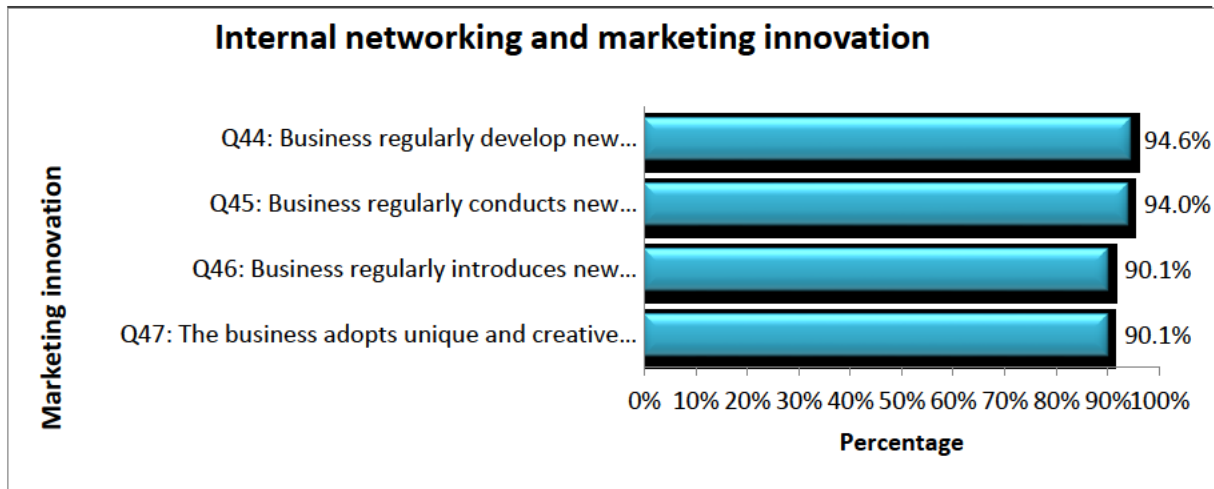 Internal networking and marketing innovation
Marketing innovation
Q44: Business regularly develop new...
94.6%
Q45: Business regularly conducts new...
94.0%
Q46: Business regularly introduces new...
90.1%
Q47: The business adopts unique and creative...
90.1%
0% 10% 20% 30% 40% 50% 60% 70% 80% 90%100%
Percentage